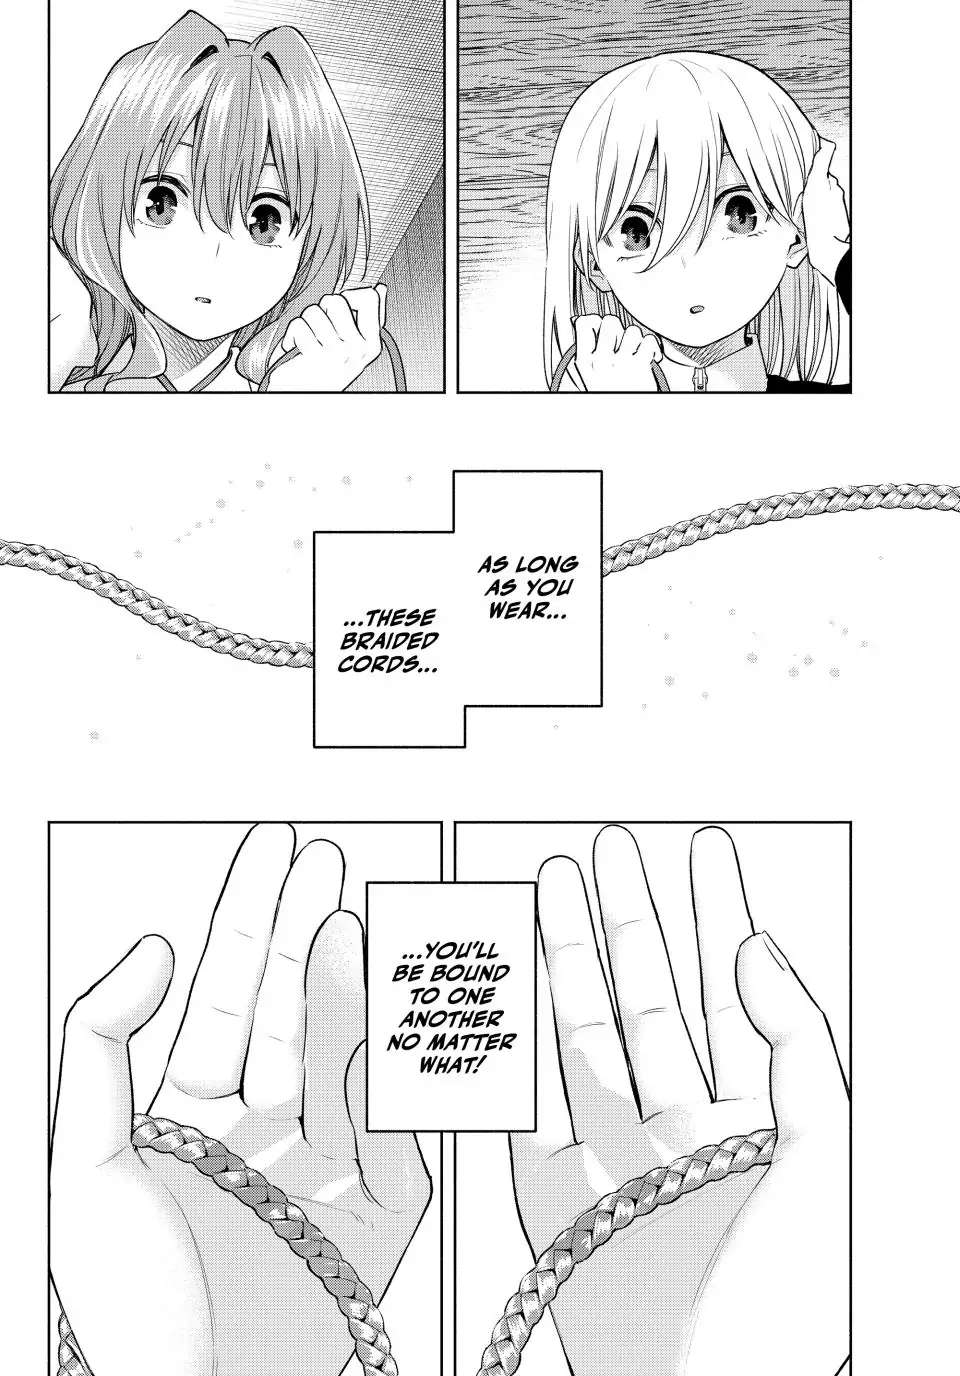 AS LONG
AS YOU
WEAR...
...THESE
BRAIDED
CORDS...
...YOU'LL
BE BOUND
TO ONE
ANOTHER
NO MATTER
WHAT!